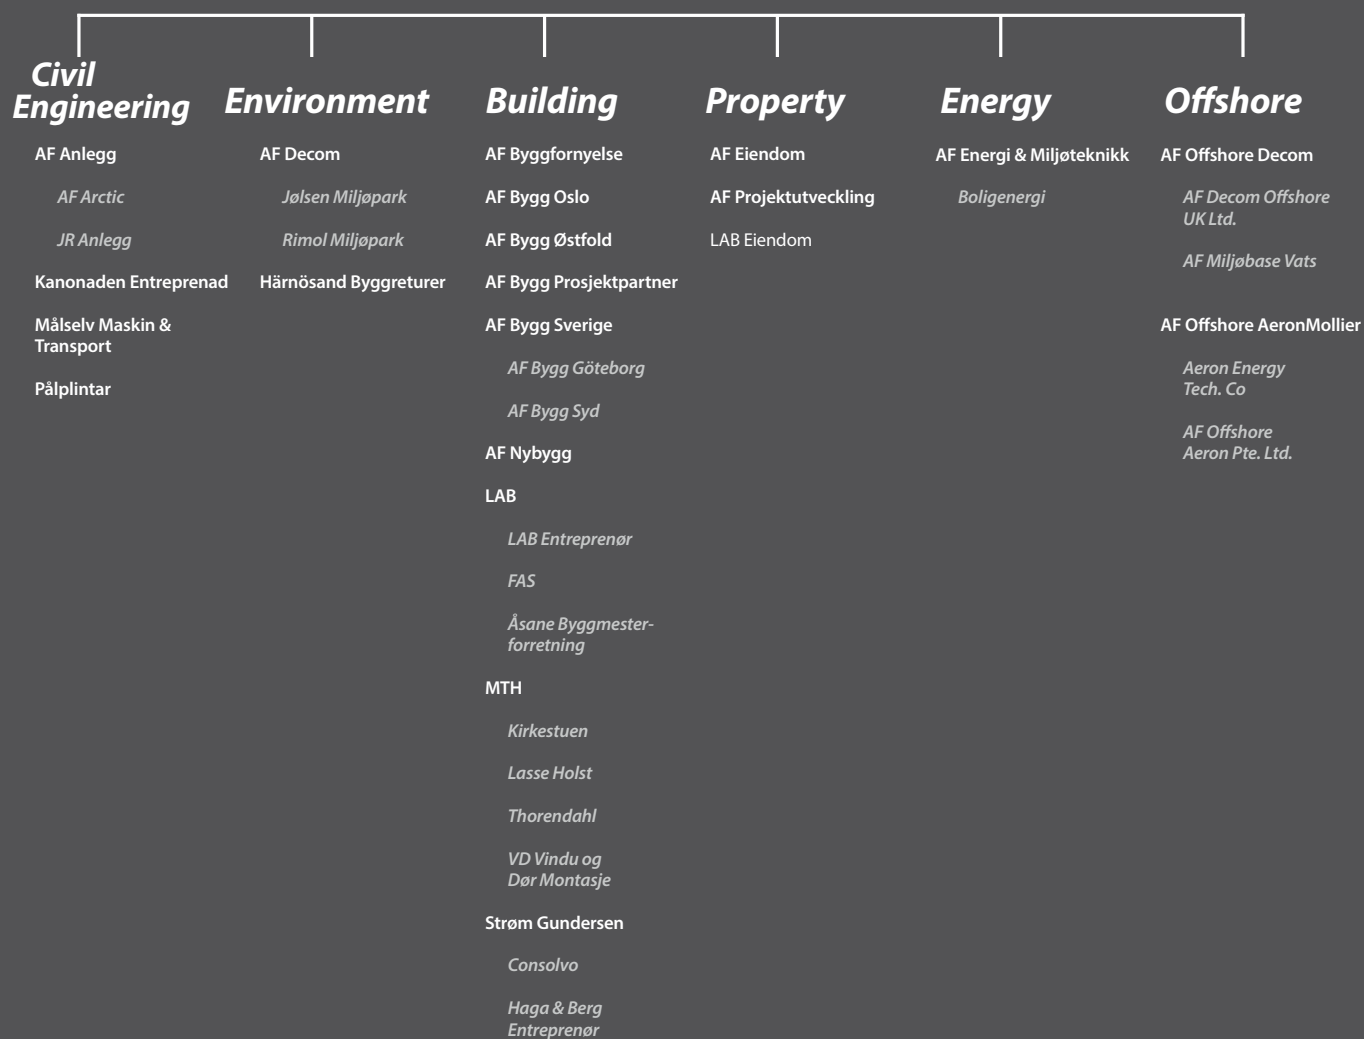 Civil
Engineering
AF Anlegg
AF Arctic
JR Anlegg
Kanonaden Entreprenad
Målselv Maskin &
Transport
Pålplintar
Environment
AF Decom
Jølsen Miljøpark
Rimol Miljøpark
Härnösand Byggreturer
Building
AF Byggfornyelse
AF Bygg Oslo
AF Bygg Østfold
AF Bygg Prosjektpartner
AF Bygg Sverige
AF Bygg Göteborg
AF Bygg Syd
AF Nybygg
LAB
LAB Entreprenør
FAS
Åsane Byggmester-
forretning
MTH
Kirkestuen
Lasse Holst
Thorendahl
VD Vindu og
Dør Montasje
Strøm Gundersen
Consolvo
Haga & Berg
Entreprenør
Property
AF Eiendom
AF Projektutveckling
LAB Eiendom
Energy
AF Energi & Miljøteknikk
Boligenergi
Offshore
AF Offshore Decom
AF Decom Offshore
UK Ltd.
AF Miljøbase Vats
AF Offshore AeronMollier
Aeron Energy
Tech. Co
AF Offshore
Aeron Pte. Ltd.